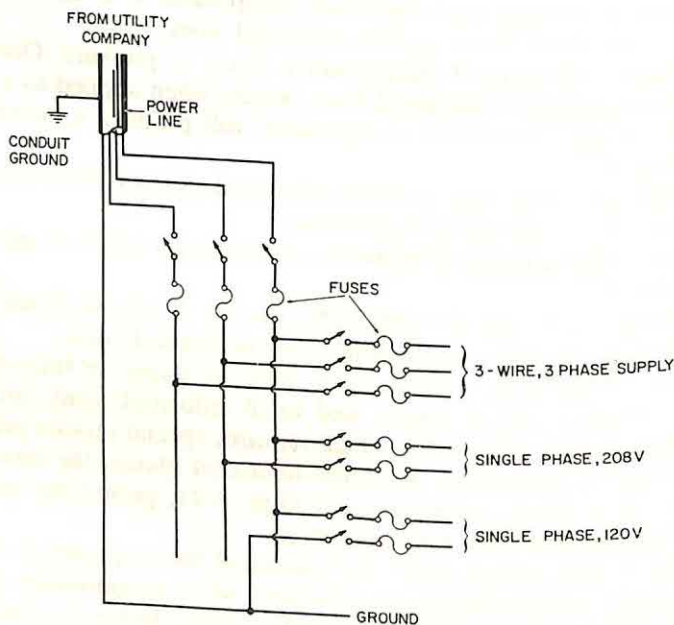 FROM UTILITY
COMPANY
POWER
LINE
CONDUIT
GROUND
FUSES
3-WIRE, 3 PHASE SUPPLY
SINGLE PHASE, 208V
SINGLE PHASE, 120V
GROUND